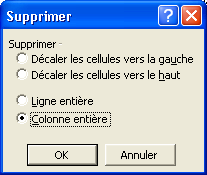 Supprimer
Supprimer
Décaler les cellules vers la gauche
Décaler les cellules vers le haut
Ligne entière
Colonne entière
OK
Annuler